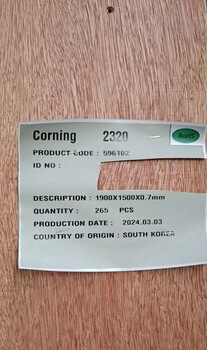 Corning 2320 RoHS
PRODUCT CODE : 596102
ID NO :
DESCRIPTION : 1900X1500X0.7mm
QUANTITY : 265 PCS
PRODUCTION DATE : 2024.03.03
COUNTRY OF ORIGIN : SOUTH KOREA